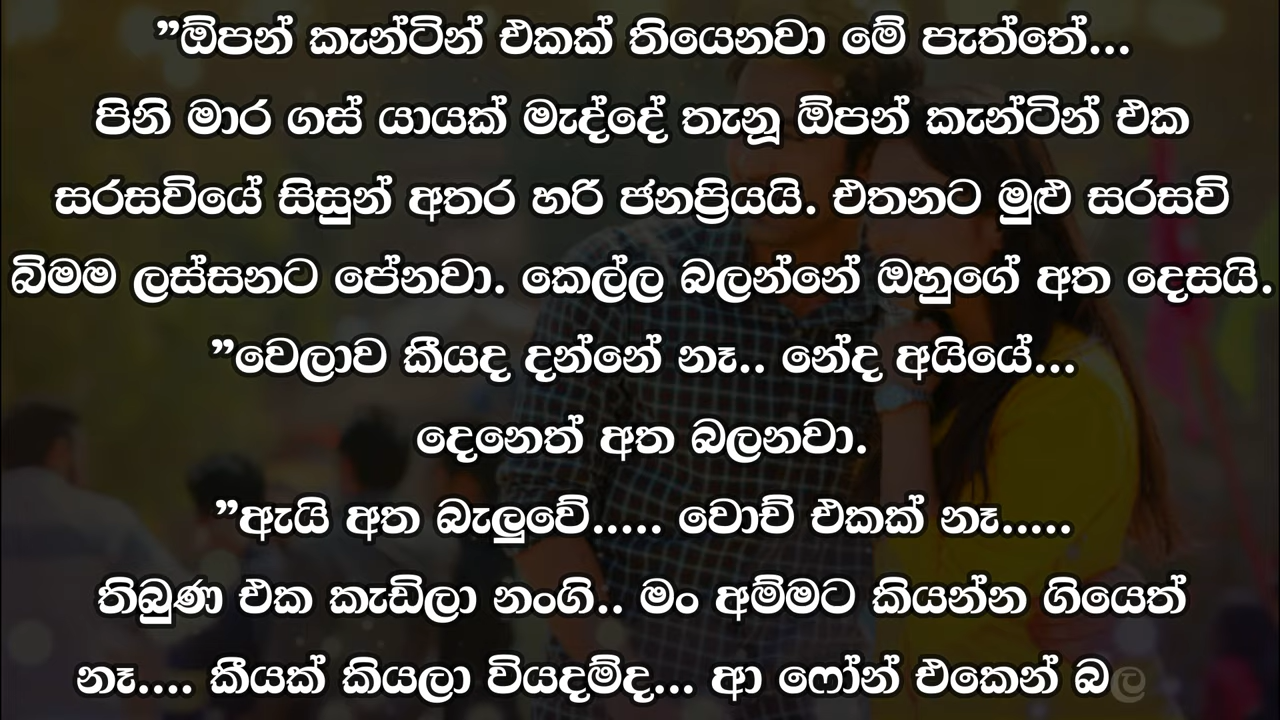 ”ඕපන් කැන්ටින් එකක් තියෙනවා මේ පැත්තේ...
පිනි මාර ගස් යායක් මැද්දේ තැනූ ඕපන් කැන්ටින් එක
සරසවියේ සිසුන් අතර හරි ජනප්‍රියයි. එතනට මුළු සරසවි
බිමම ලස්සනට පේනවා. කෙල්ල බලන්නේ ඔහුගේ අත දෙසයි.
”වෙලාව කීයද දන්නේ නෑ.. නේද අයියේ...
දෙනෙත් අත බලනවා.
”ඇයි අත බැලුවේ..... වොච් එකක් නෑ.....
තිබුණ එක කැඩිලා නංගි.. මං අම්මට කියන්න ගියෙත්
නෑ.... කීයක් කියලා වියදම්ද... ආ ෆෝන් එකෙන් බල